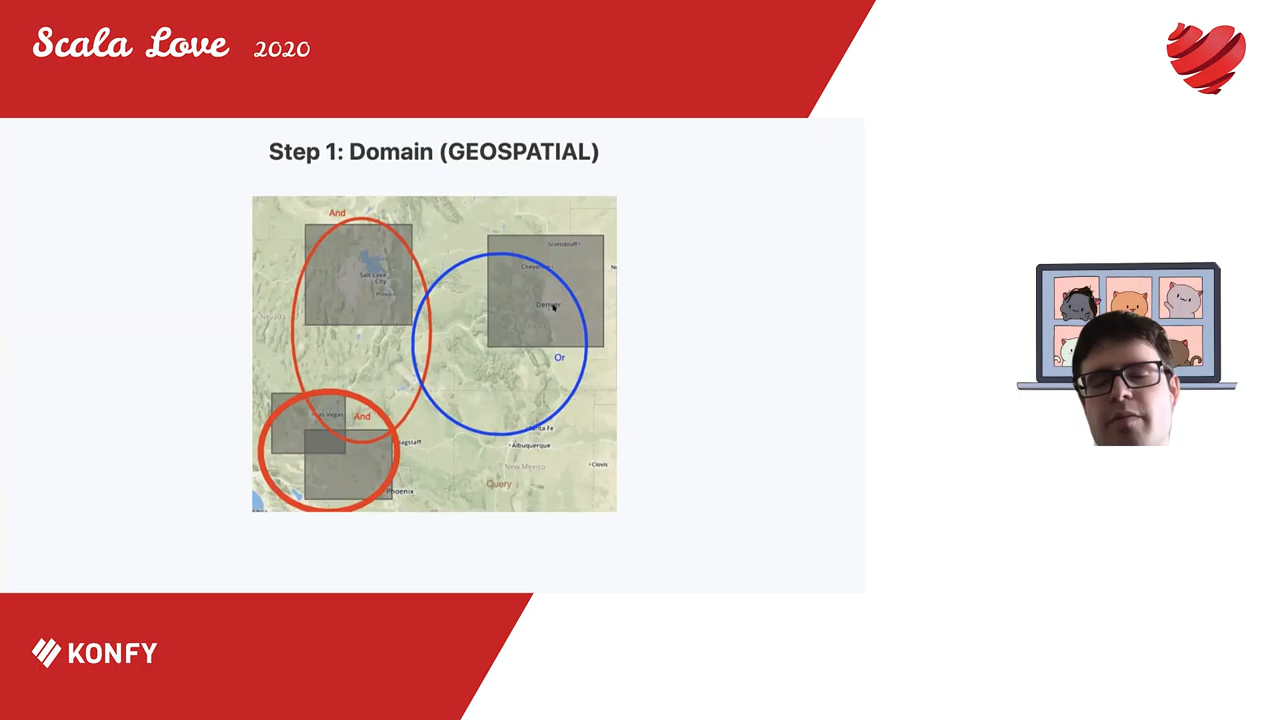 Scala Love 2020
Step 1: Domain (GEOSPATIAL)
And
Scottsbluff
Cheyenne
Salt Lake
City
Provo
Denver
Nevada
Or
Las Vegas
And
Flagstaff
Santa Fe
Albuquerque
New Mexico
Clovis
Query
Phoenix
KONFY